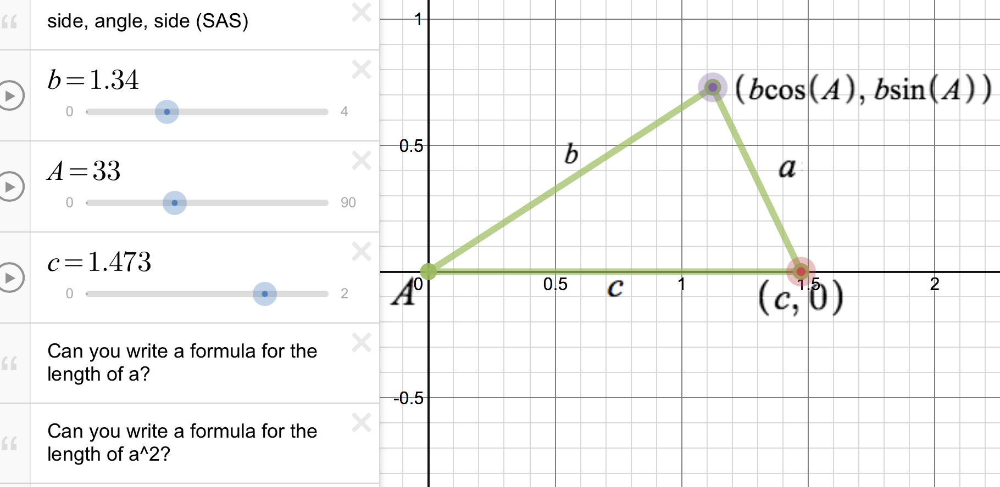 side, angle, side (SAS)
b=1.34
0 4
A=33
0 90
c=1.473
0 2
Can you write a formula for the
length of a?
Can you write a formula for the
length of a^2?
1
(bcos(A), bsin(A))
0.5
b
a
A
0
0.5
c
1
1.5
2
(c, 0)
-0.5